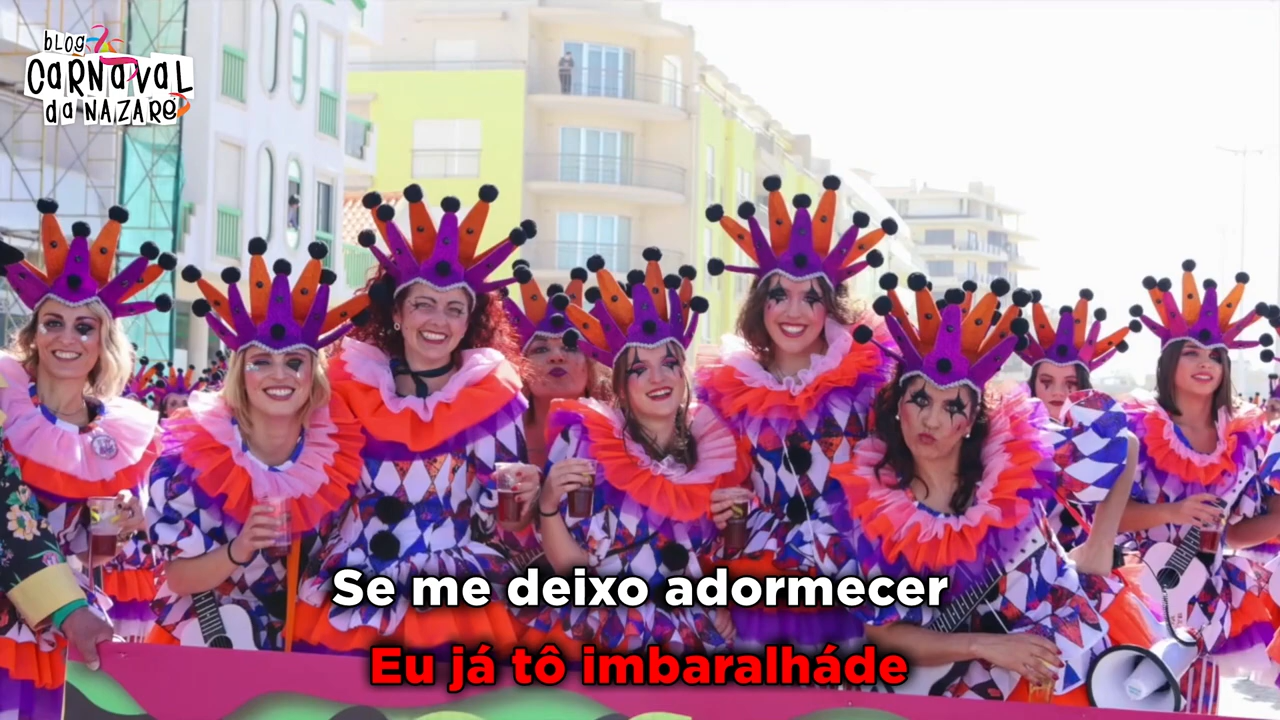 BLOG
CARNAVAL
da NAZARÉ
Se me deixo adormecer
Eu já tô imbaralháde